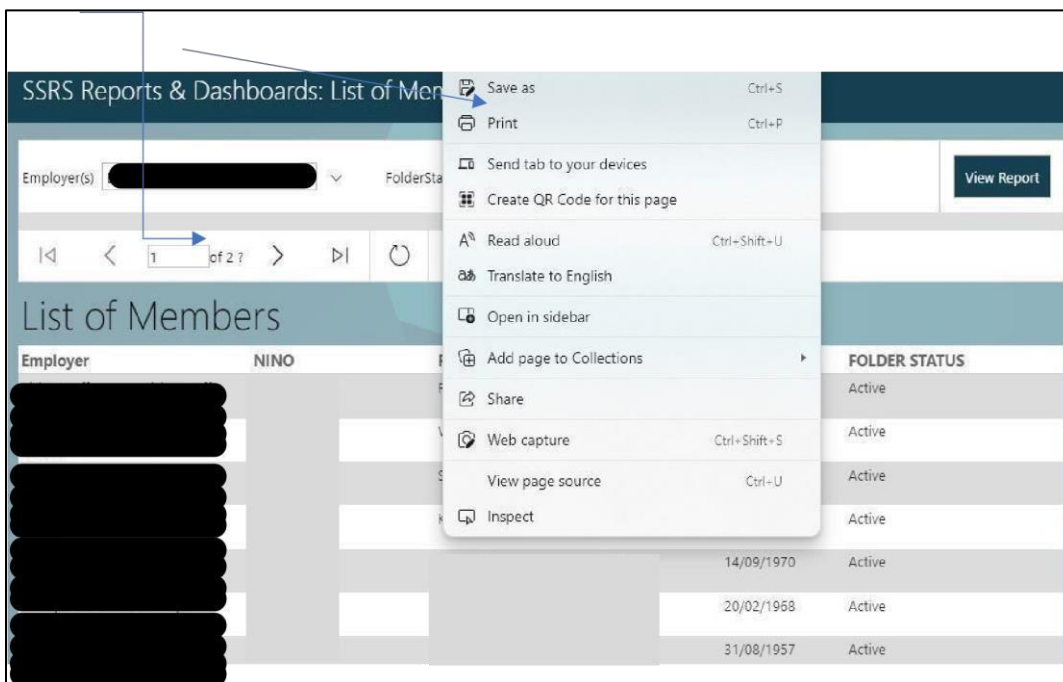 SSRS Reports & Dashboards: List of Mem
Save as Ctrl+S
Print Ctrl+P
Employer(s)
FolderSta
Send tab to your devices
View Report
Create QR Code for this page
1 of 2 ?
Read aloud Ctrl+Shift+U
Translate to English
List of Members
Open in sidebar
Employer NINO
Add page to Collections
FOLDER STATUS
Active
Share
Web capture Ctrl+Shift+S
Active
View page source Ctrl+U
Active
Inspect
Active
14/09/1970 Active
20/02/1968 Active
31/08/1957 Active